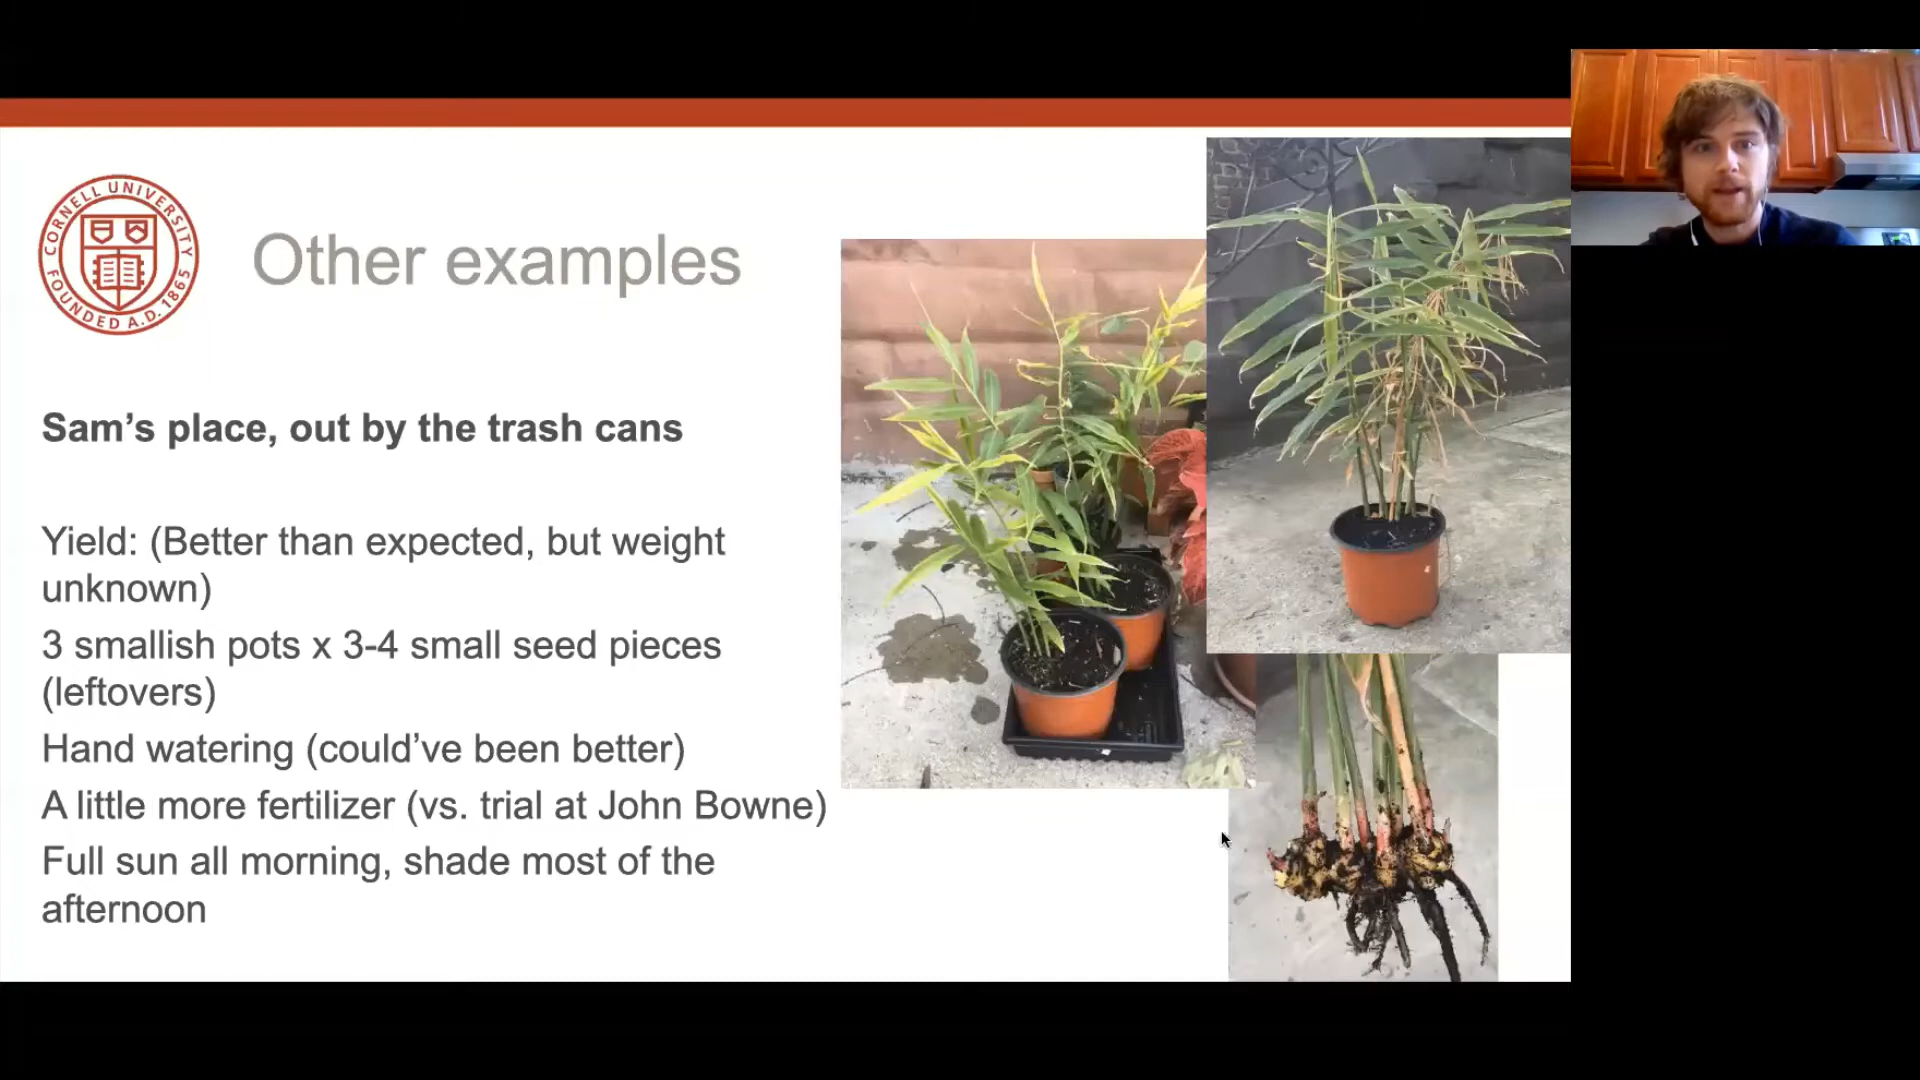 CORNELL UNIVERSITY
FOUNDED A.D. 1865
Other examples
Sam’s place, out by the trash cans
Yield: (Better than expected, but weight
unknown)
3 smallish pots x 3-4 small seed pieces
(leftovers)
Hand watering (could’ve been better)
A little more fertilizer (vs. trial at John Bowne)
Full sun all morning, shade most of the
afternoon